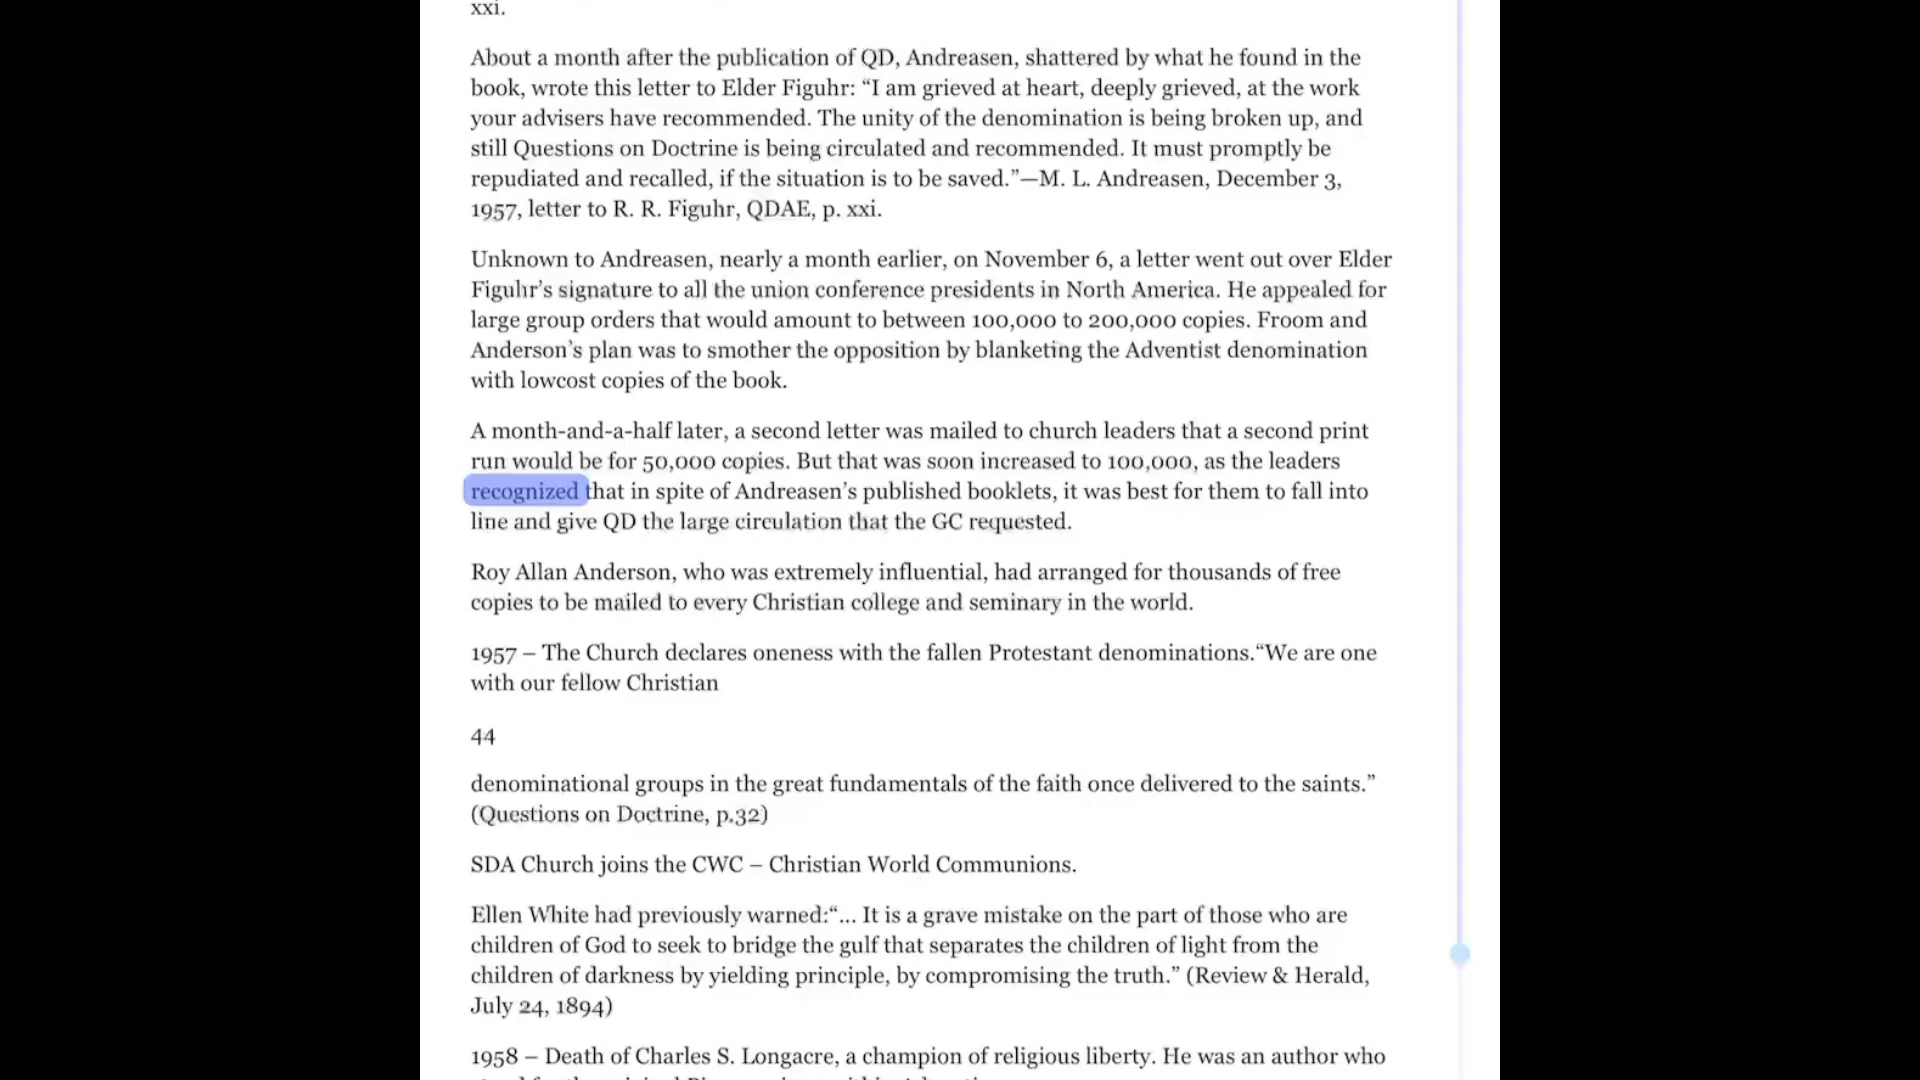 xxi.
About a month after the publication of QD, Andreasen, shattered by what he found in the
book, wrote this letter to Elder Figuhr: “I am grieved at heart, deeply grieved, at the work
your advisers have recommended. The unity of the denomination is being broken up, and
still Questions on Doctrine is being circulated and recommended. It must promptly be
repudiated and recalled, if the situation is to be saved.”—M. L. Andreasen, December 3,
1957, letter to R. R. Figuhr, QDAE, p. xxi.
Unknown to Andreasen, nearly a month earlier, on November 6, a letter went out over Elder
Figuhr’s signature to all the union conference presidents in North America. He appealed for
large group orders that would amount to between 100,000 to 200,000 copies. Froom and
Anderson’s plan was to smother the opposition by blanketing the Adventist denomination
with lowcost copies of the book.
A month-and-a-half later, a second letter was mailed to church leaders that a second print
run would be for 50,000 copies. But that was soon increased to 100,000, as the leaders
recognized that in spite of Andreasen’s published booklets, it was best for them to fall into
line and give QD the large circulation that the GC requested.
Roy Allan Anderson, who was extremely influential, had arranged for thousands of free
copies to be mailed to every Christian college and seminary in the world.
1957 – The Church declares oneness with the fallen Protestant denominations.“We are one
with our fellow Christian
44
denominational groups in the great fundamentals of the faith once delivered to the saints.”
(Questions on Doctrine, p.32)
SDA Church joins the CWC – Christian World Communions.
Ellen White had previously warned:“... It is a grave mistake on the part of those who are
children of God to seek to bridge the gulf that separates the children of light from the
children of darkness by yielding principle, by compromising the truth.” (Review & Herald,
July 24, 1894)
1958 – Death of Charles S. Longacre, a champion of religious liberty. He was an author who